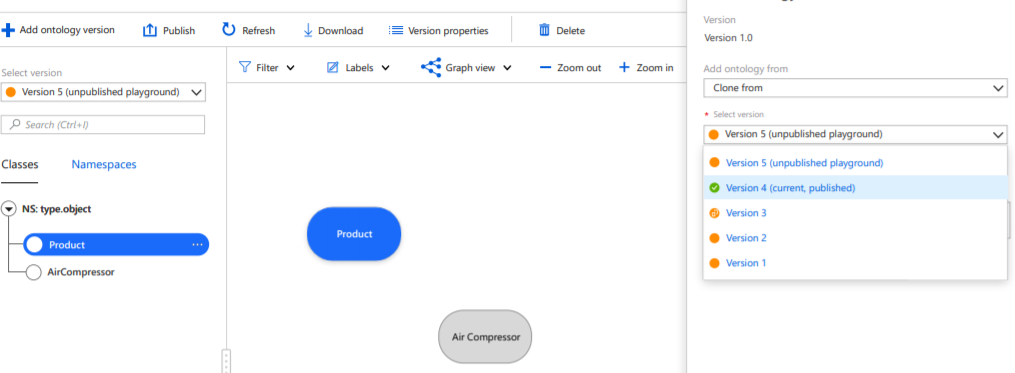 Add ontology version Publish Refresh Download Version properties Delete
Select version
Version 5 (unpublished playground)
Search (Ctrl+I)
Classes Namespaces
NS: type.object
Product ...
AirCompressor
Filter Labels Graph view Zoom out Zoom in
Product
Air Compressor
Version
Version 1.0
Add ontology from
Clone from
* Select version
Version 5 (unpublished playground)
Version 5 (unpublished playground)
Version 4 (current, published)
Version 3
Version 2
Version 1